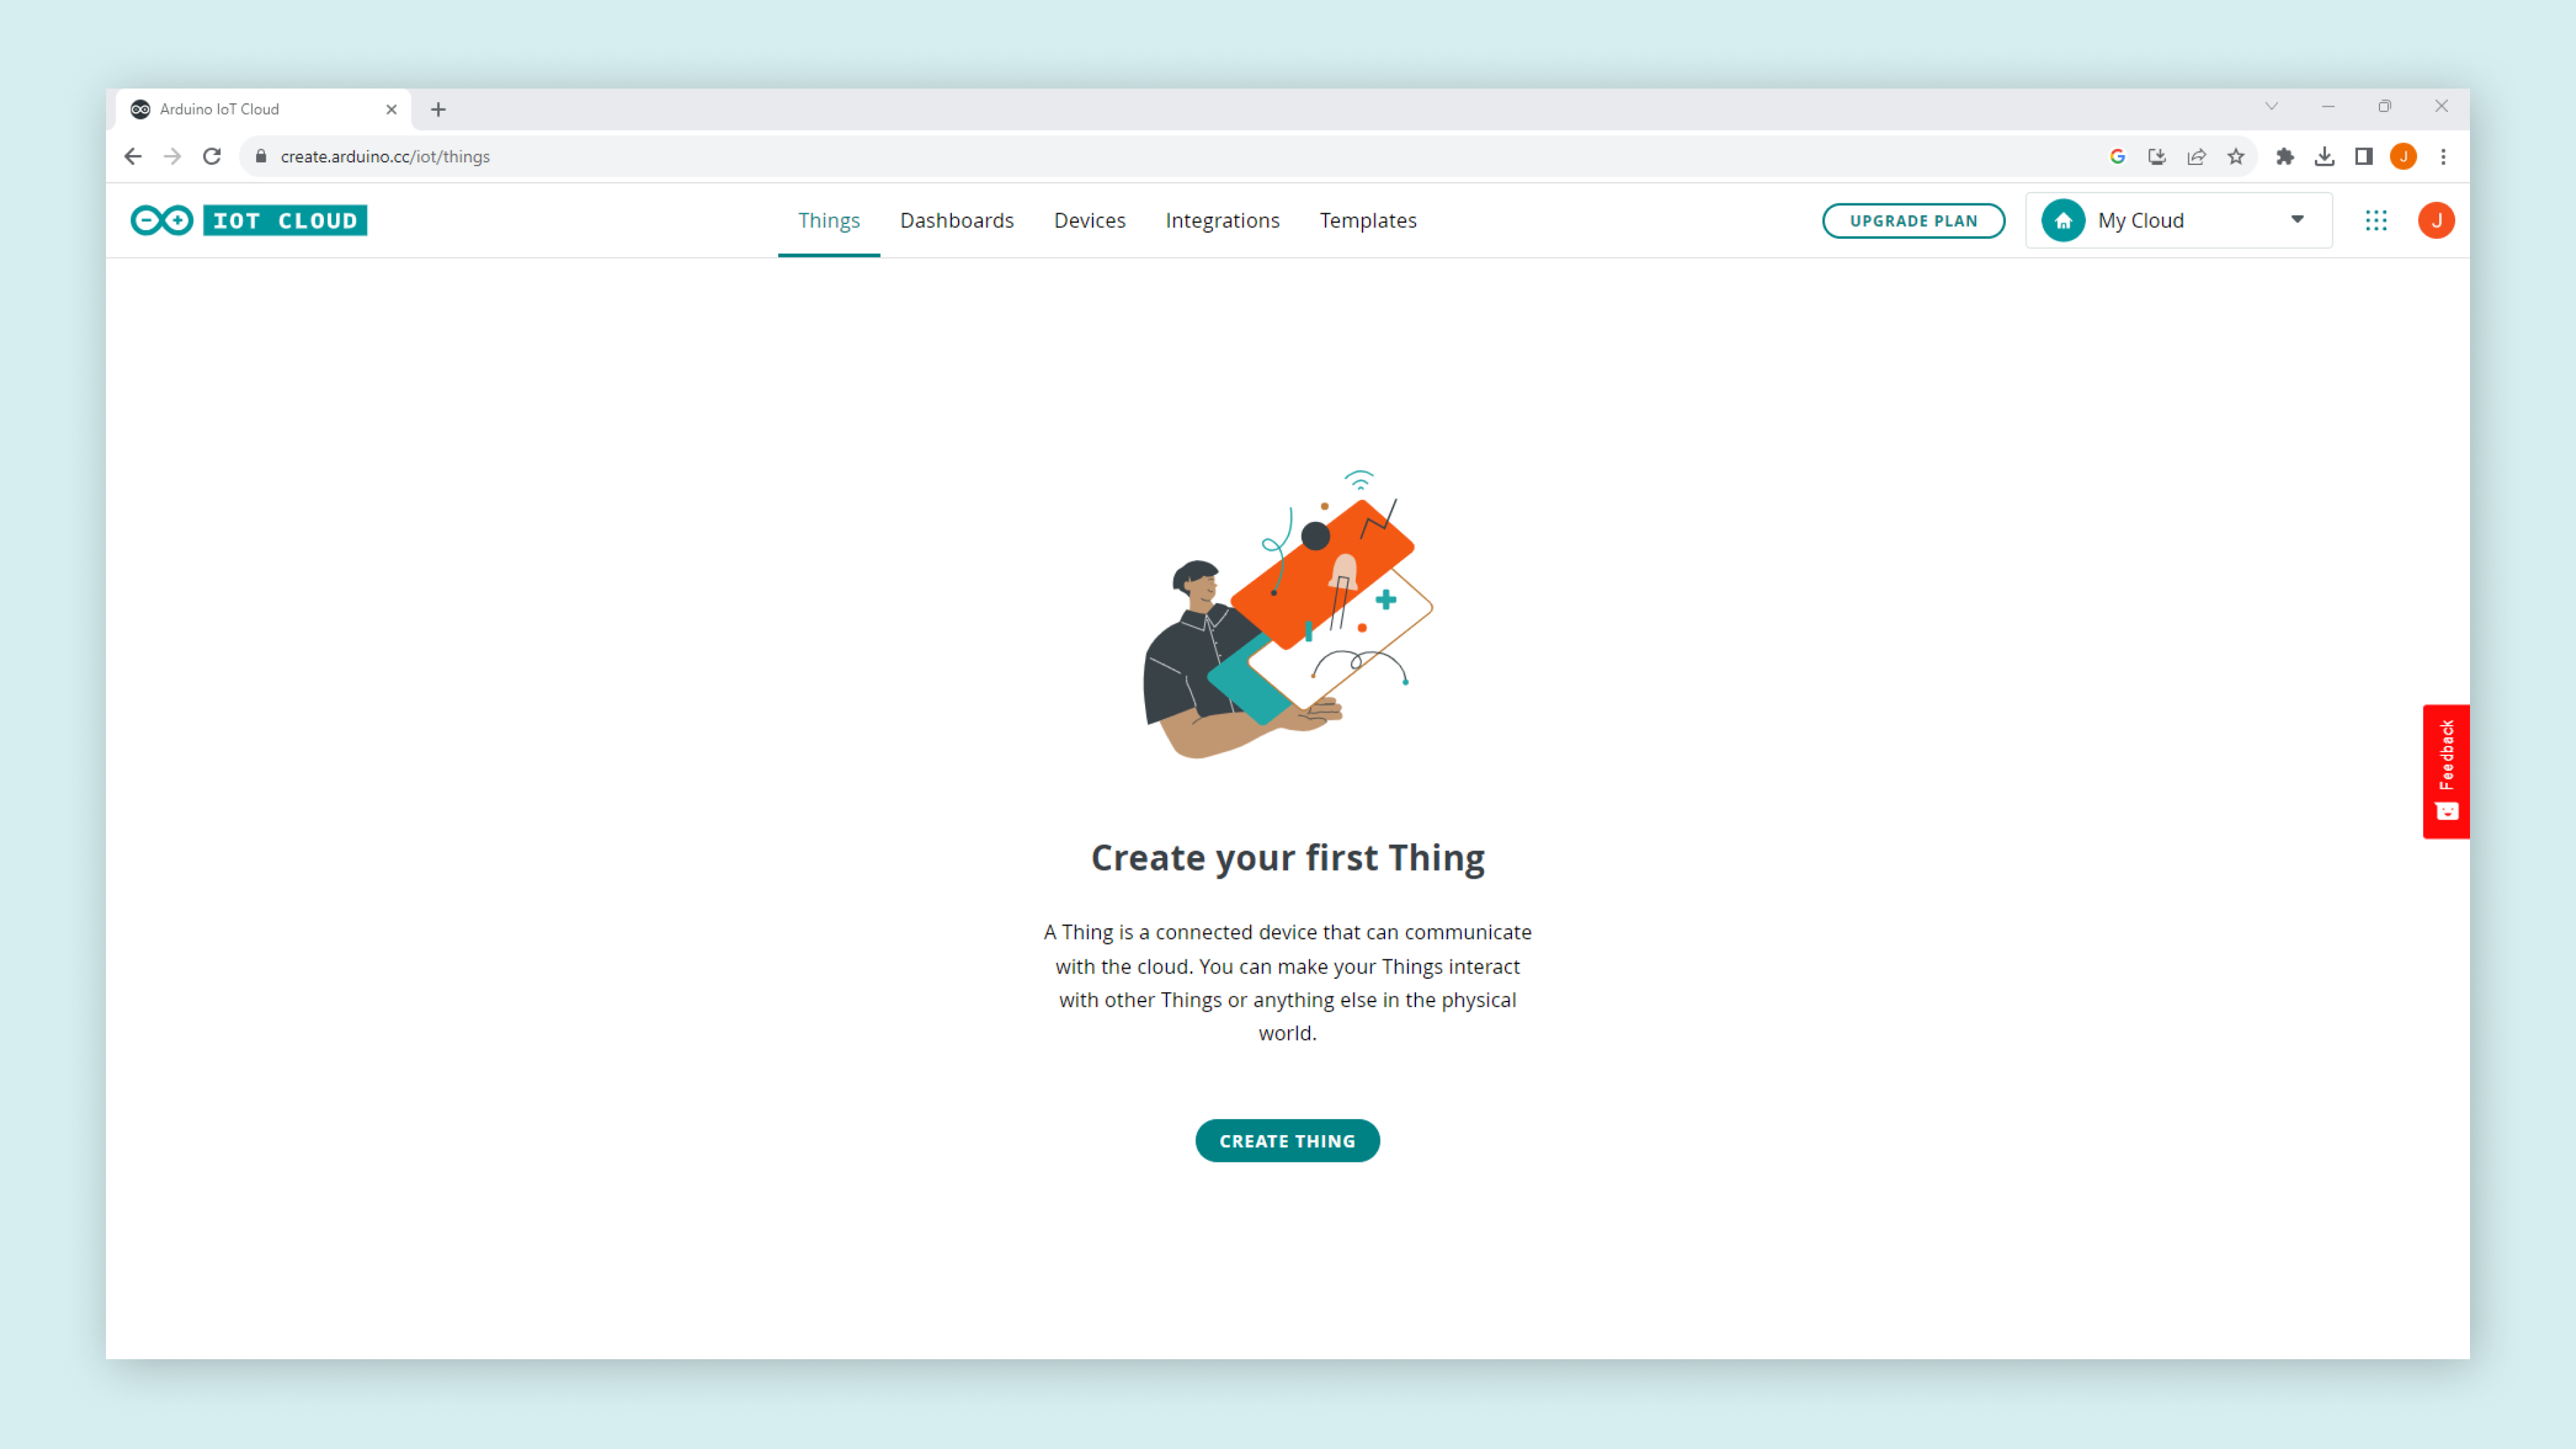 Arduino IoT Cloud
create.arduino.cc/iot/things
J
IOT CLOUD
Things
Dashboards
Devices
Integrations
Templates
UPGRADE PLAN
My Cloud
J
Feedback
Create your first Thing
A Thing is a connected device that can communicate
with the cloud. You can make your Things interact
with other Things or anything else in the physical
world.
CREATE THING